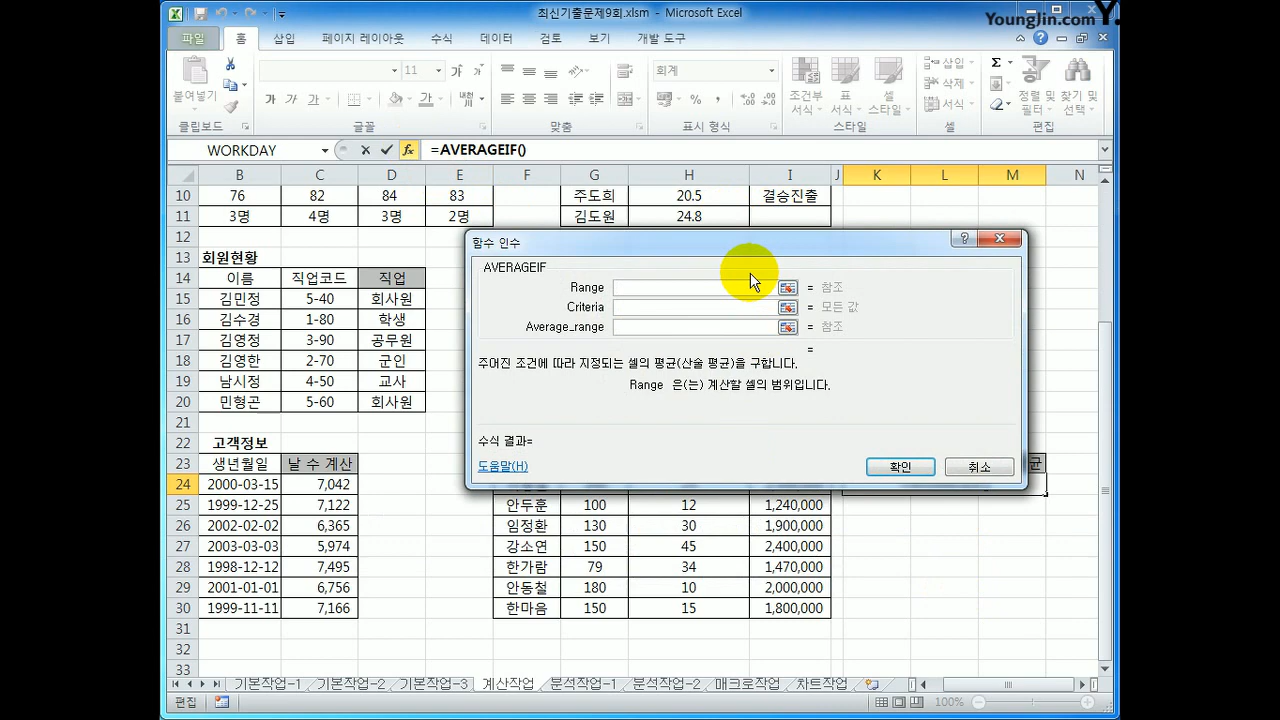 최신기출문제9회.xlsm - Microsoft Excel
YoungJin.com Y.
파일 홈 삽입 페이지 레이아웃 수식 데이터 검토 보기 개발 도구
붙여넣기
11
가 가 가
회계
조건부 서식 표 서식 셀 스타일
삽입
삭제
서식
정렬 및 필터 찾기 및 선택
클립보드 글꼴 맞춤 표시 형식 스타일 셀 편집
WORKDAY =AVERAGEIF()
B C D E F G H I J K L M N
10 76 82 84 83 주도희 20.5 결승진출
11 3명 4명 3명 2명 김도원 24.8
12
13 회원현황
14 이름 직업코드 직업
15 김민정 5-40 회사원
16 김수경 1-80 학생
17 김영정 3-90 공무원
18 김영한 2-70 군인
19 남시정 4-50 교사
20 민형곤 5-60 회사원
21
22 고객정보
23 생년월일 날 수 계산 균
24 2000-03-15 7,042
25 1999-12-25 7,122 안두훈 100 12 1,240,000
26 2002-02-02 6,365 임정환 130 30 1,900,000
27 2003-03-03 5,974 강소연 150 45 2,400,000
28 1998-12-12 7,495 한가람 79 34 1,470,000
29 2001-01-01 6,756 안동철 180 10 2,000,000
30 1999-11-11 7,166 한마음 150 15 1,800,000
31
32
33
함수 인수
AVERAGEIF
Range = 참조
Criteria = 모든 값
Average_range = 참조
=
주어진 조건에 따라 지정되는 셀의 평균(산술 평균)을 구합니다.
Range 은(는) 계산할 셀의 범위입니다.
수식 결과=
도움말(H) 확인 취소
기본작업-1 기본작업-2 기본작업-3 계산작업 분석작업-1 분석작업-2 매크로작업 차트작업
편집 100%